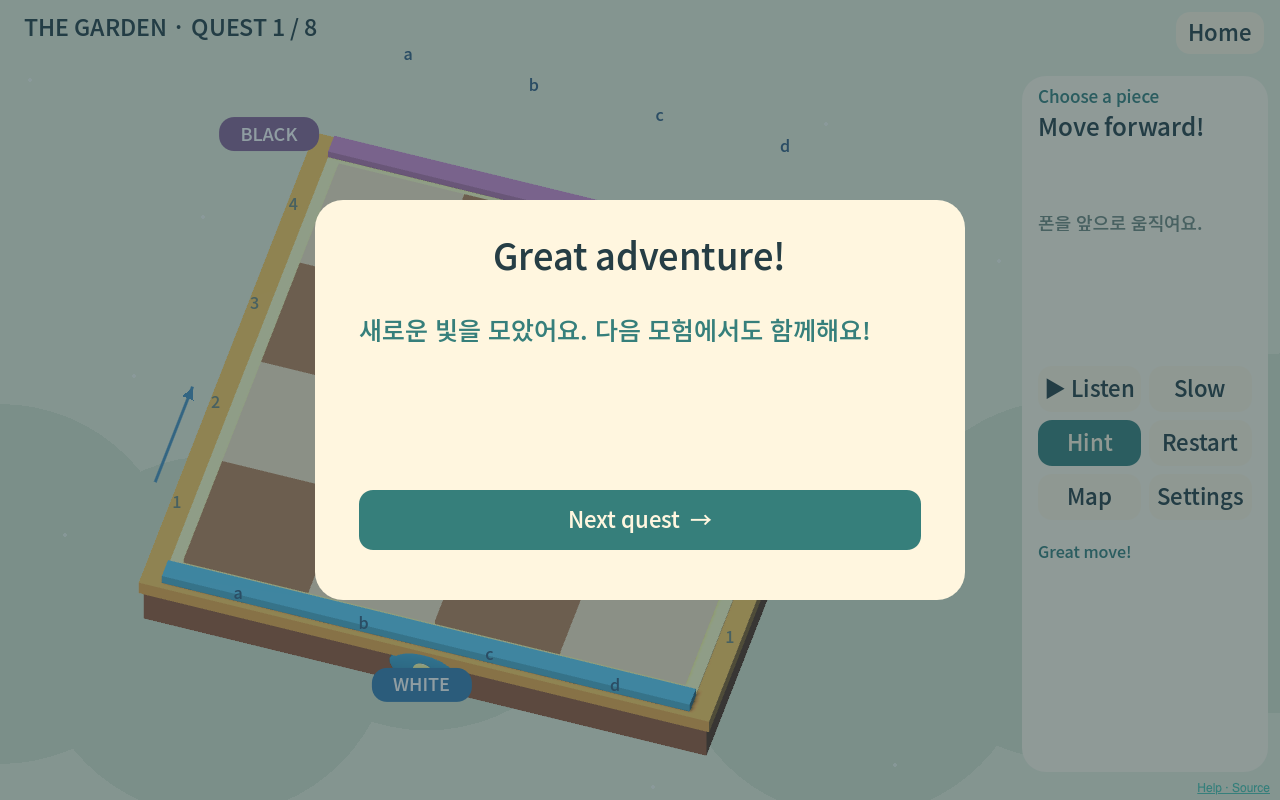 THE GARDEN · QUEST 1 / 8
Home
a
b
c
d
BLACK
4
3
2
1
a
b
c
d
1
WHITE
Great adventure!
새로운 빛을 모았어요. 다음 모험에서도 함께해요!
Next quest →
Choose a piece
Move forward!
폰을 앞으로 움직여요.
▶ Listen
Slow
Hint
Restart
Map
Settings
Great move!
Help · Source